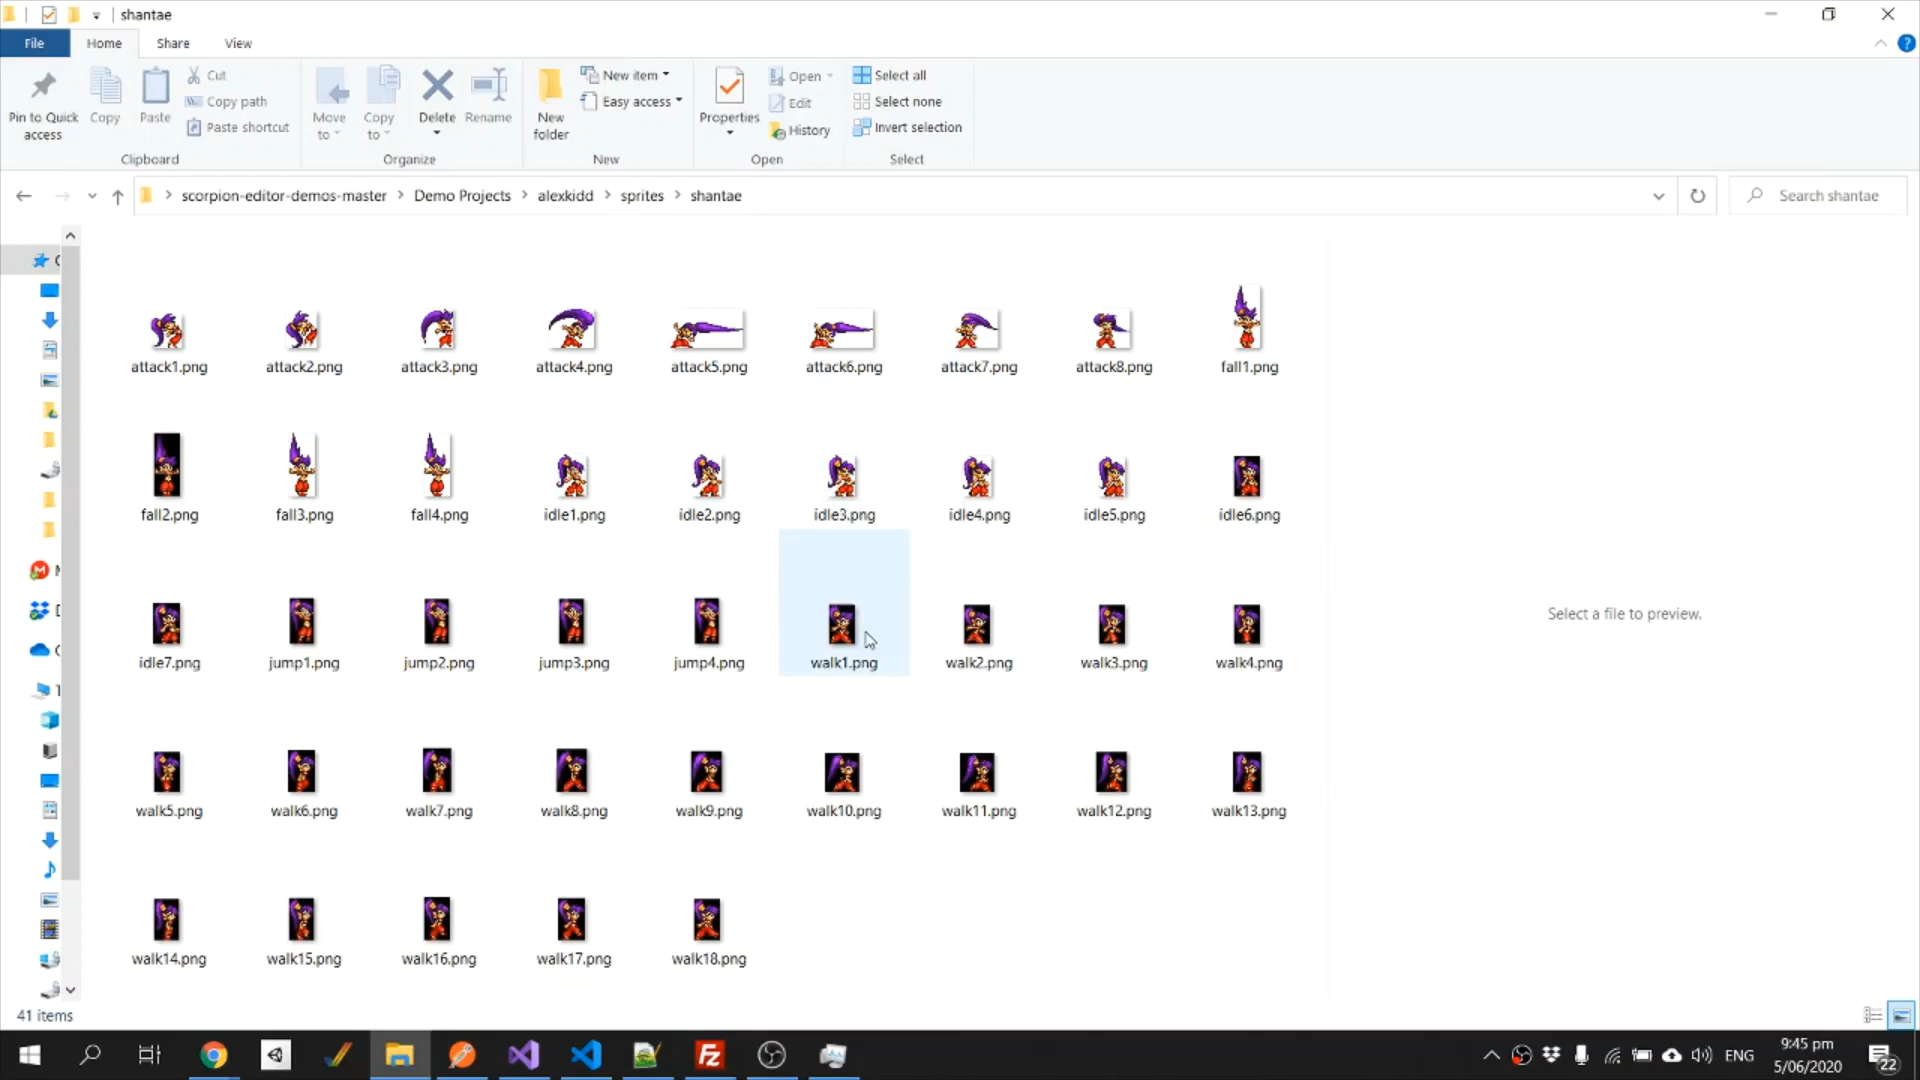 shantae
File Home Share View
Pin to Quick access
Copy
Paste
Cut
Copy path
Paste shortcut
Clipboard
Move to
Copy to
Delete
Rename
Organize
New folder
New item
Easy access
New
Properties
Open
Edit
History
Open
Select all
Select none
Invert selection
Select
scorpion-editor-demos-master > Demo Projects > alexkidd > sprites > shantae
Search shantae
attack1.png attack2.png attack3.png attack4.png attack5.png attack6.png attack7.png attack8.png fall1.png
fall2.png fall3.png fall4.png idle1.png idle2.png idle3.png idle4.png idle5.png idle6.png
idle7.png jump1.png jump2.png jump3.png jump4.png walk1.png walk2.png walk3.png walk4.png
Select a file to preview.
walk5.png walk6.png walk7.png walk8.png walk9.png walk10.png walk11.png walk12.png walk13.png
walk14.png walk15.png walk16.png walk17.png walk18.png
41 items
ENG
9:45 pm
5/06/2020
22